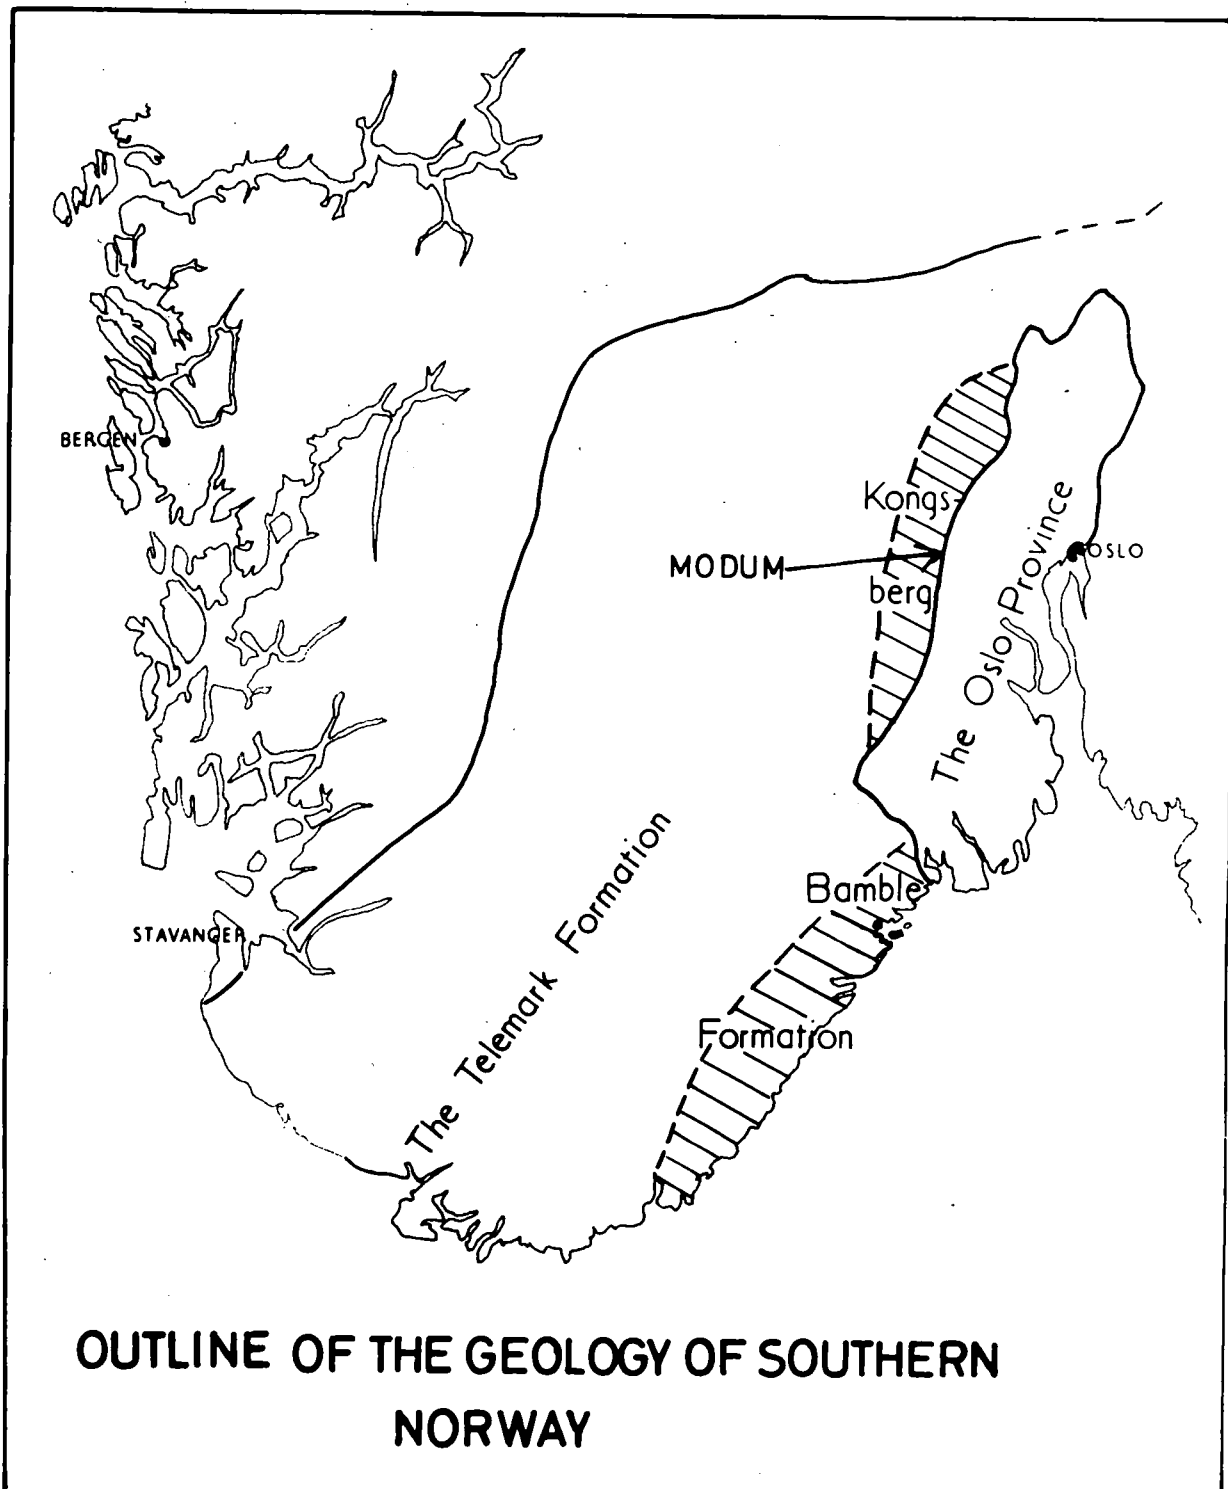 BERGEN
Kongs-
MODUM
berg
OSLO
The Oslo Province
The Telemark Formation
Bamble
STAVANGER
Formation
OUTLINE OF THE GEOLOGY OF SOUTHERN
NORWAY